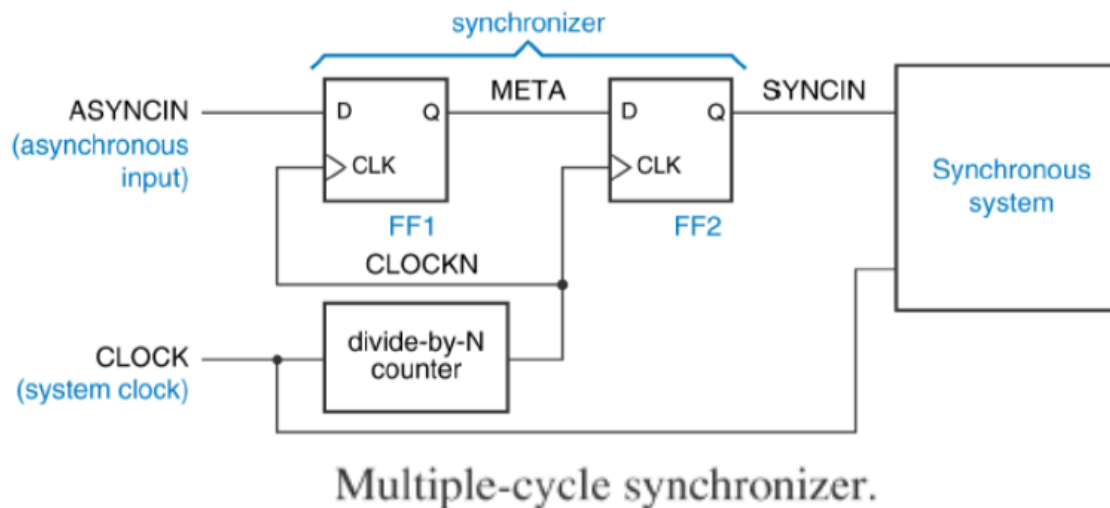 synchronizer
ASYNCIN
(asynchronous
input)
D
Q
CLK
FF1
META
D
Q
CLK
FF2
SYNCIN
Synchronous
system
CLOCKN
CLOCK
(system clock)
divide-by-N
counter
Multiple-cycle synchronizer.